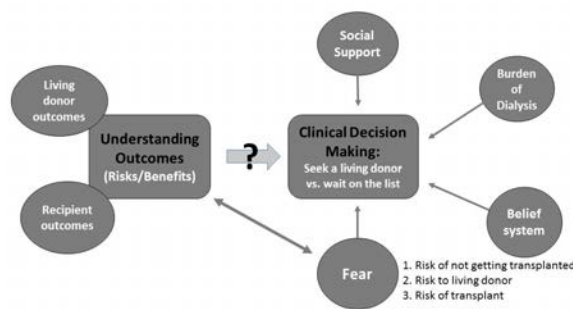 Social
Support
Living
donor
outcomes
Burden
of
Dialysis
Understanding
Outcomes
(Risks/Benefits)
?
Clinical Decision
Making:
Seek a living donor
vs. wait on the list
Recipient
outcomes
Belief
system
Fear
1. Risk of not getting transplanted
2. Risk to living donor
3. Risk of transplant